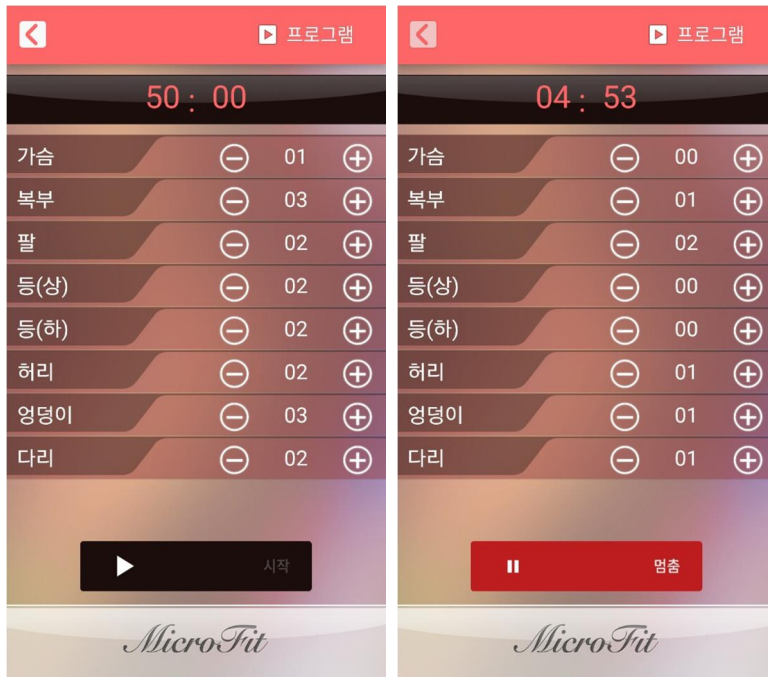 프로그램
50 : 00
가슴 01
복부 03
팔 02
등(상) 02
등(하) 02
허리 02
엉덩이 03
다리 02
시작
MicroFit
프로그램
04 : 53
가슴 00
복부 01
팔 02
등(상) 00
등(하) 00
허리 01
엉덩이 01
다리 01
멈춤
MicroFit